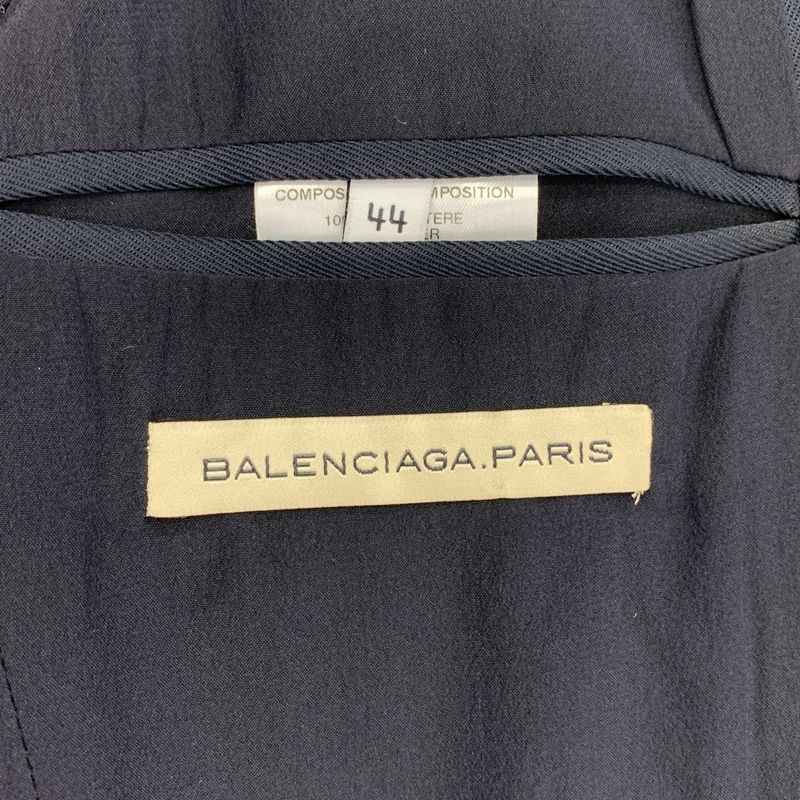 COMPOS MPOSITION
44
10 TERE
ER
BALENCIAGA.PARIS